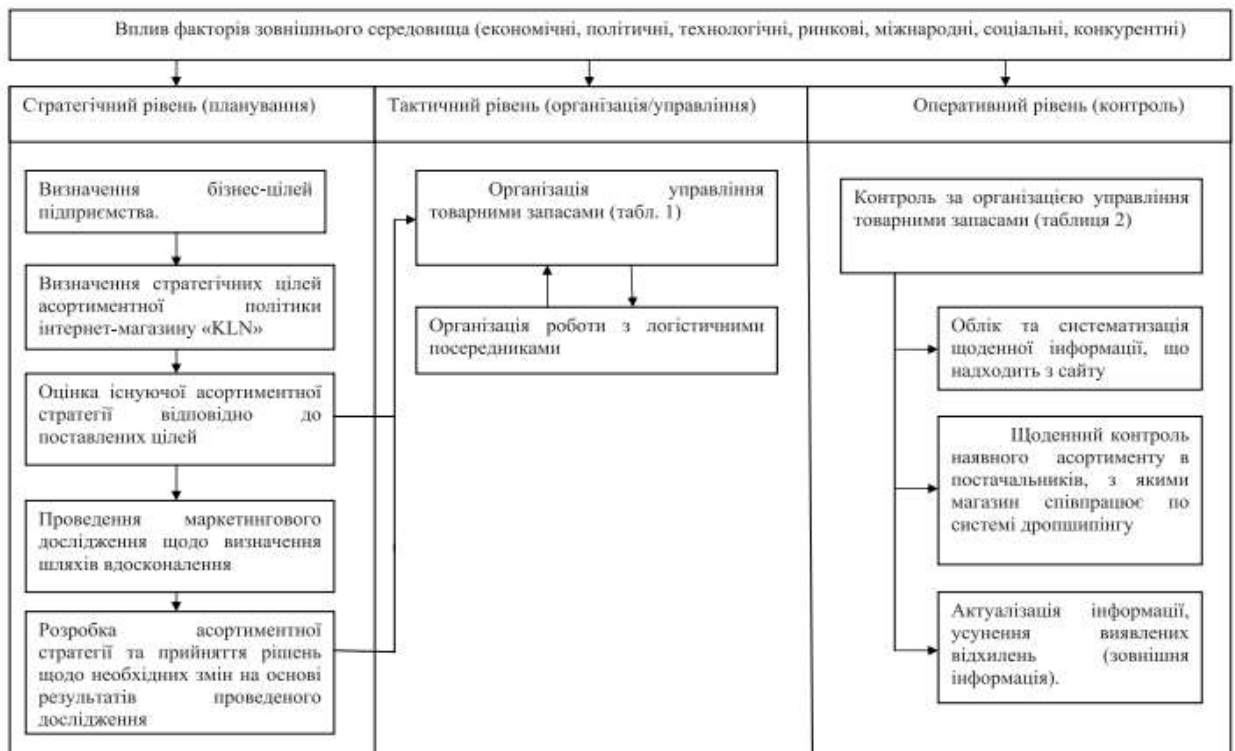 Вплив факторів зовнішнього середовища (економічні, політичні, технологічні, ринкові, міжнародні, соціальні, конкурентні)
Стратегічний рівень (планування)
Тактичний рівень (організація/управління)
Оперативний рівень (контроль)
Визначення бізнес-цілей
підприємства.
Визначення стратегічних цілей
асортиментної політики
інтернет-магазину «KLN»
Оцінка існуючої асортиментної
стратегії відповідно до
поставлених цілей
Проведення маркетингового
дослідження щодо визначення
шляхів вдосконалення
Розробка асортиментної
стратегії та прийняття рішень
щодо необхідних змін на основі
результатів проведеного
дослідження
Організація управління
товарними запасами (табл. 1)
Організація роботи з логістичними
посередниками
Контроль за організацією управління
товарними запасами (таблиця 2)
Облік та систематизація
щоденної інформації, що
надходить з сайту
Щоденний контроль
наявного асортименту в
постачальників, з якими
магазин співпрацює по
системі дропшипінгу
Актуалізація інформації,
усунення виявлених
відхилень (зовнішня
інформація).